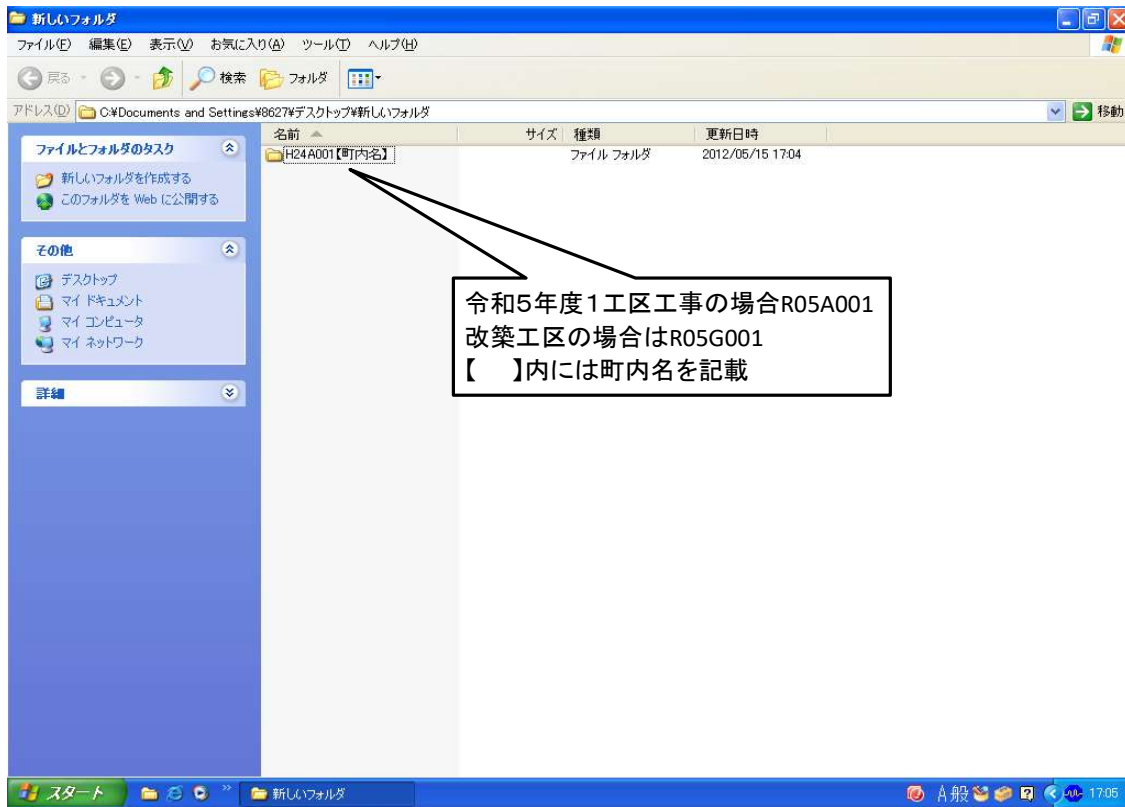 新しいフォルダ
ファイル(F) 編集(E) 表示(V) お気に入り(A) ツール(T) ヘルプ(H)
戻る 検索 フォルダ
アドレス(D) C:¥Documents and Settings¥8627¥デスクトップ¥新しいフォルダ 移動
名前 サイズ 種類 更新日時
H24A001【町内名】 ファイル フォルダ 2012/05/15 17:04
ファイルとフォルダのタスク
新しいフォルダを作成する
このフォルダを Web に公開する
その他
デスクトップ
マイ ドキュメント
マイ コンピュータ
マイ ネットワーク
詳細
令和5年度1工区工事の場合R05A001
改築工区の場合はR05G001
【 】内には町内名を記載
スタート 新しいフォルダ A 般 17:05